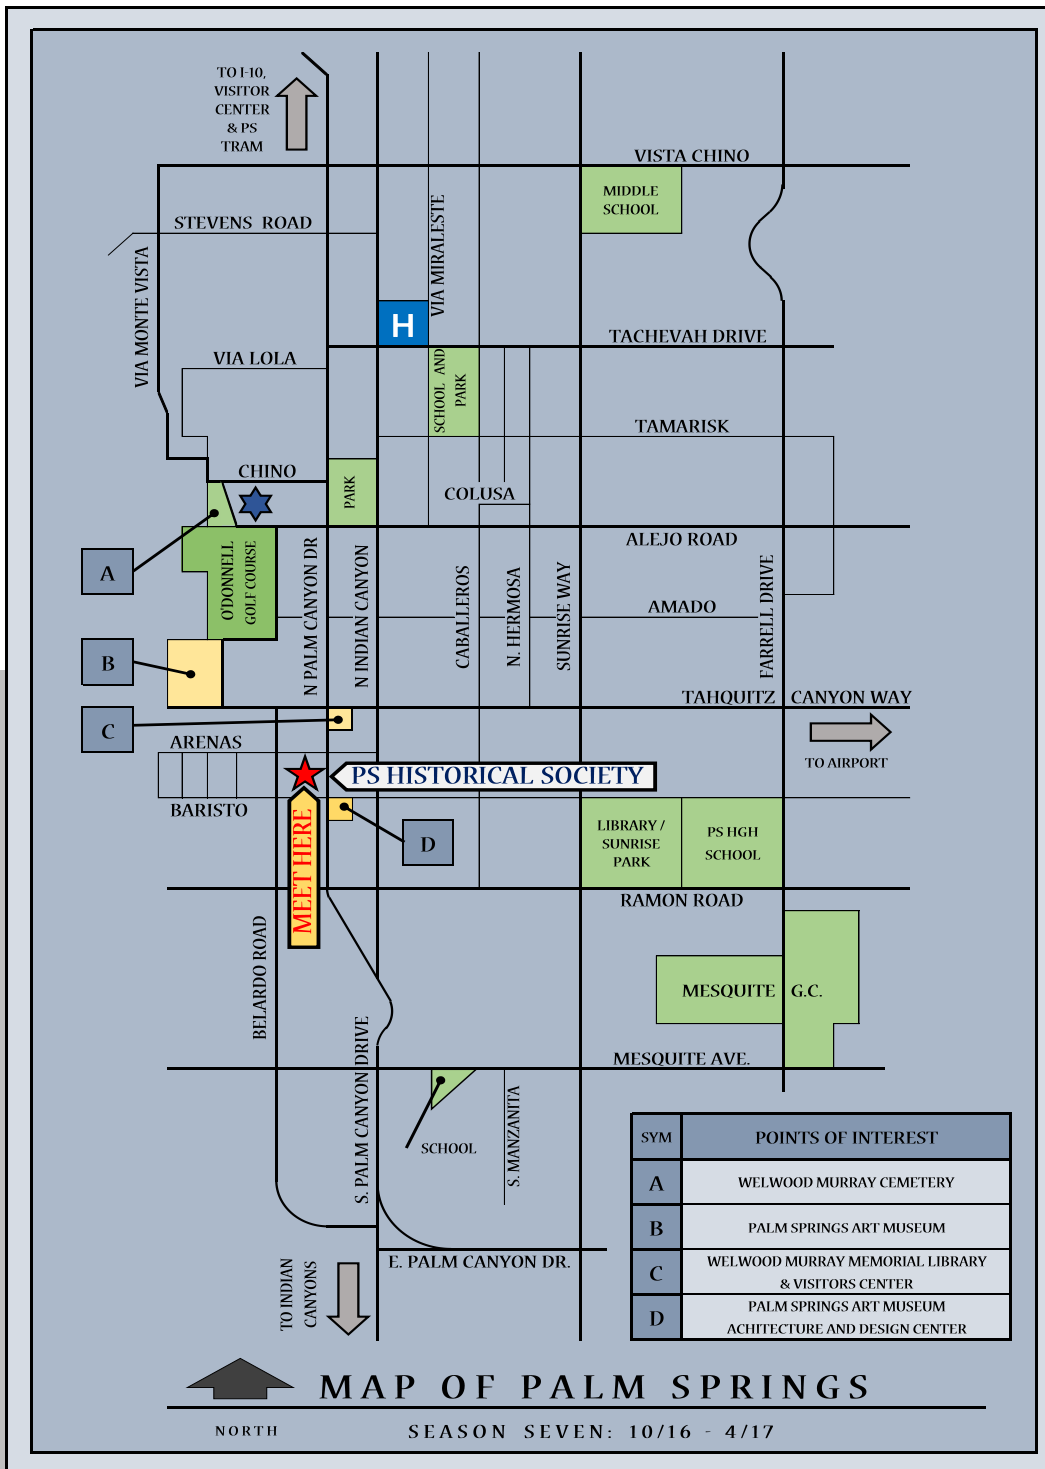 TO I-10,
VISITOR
CENTER
& PS
TRAM
VISTA CHINO
MIDDLE
SCHOOL
STEVENS ROAD
VIA MONTE VISTA
VIA MIRALESTE
H
TACHEVAH DRIVE
VIA LOLA
SCHOOL AND
PARK
TAMARISK
CHINO
PARK
COLUSA
ALEJO ROAD
A
O'DONNELL
GOLF COURSE
N PALM CANYON DR
N INDIAN CANYON
CABALLEROS
N. HERMOSA
SUNRISE WAY
AMADO
FARRELL DRIVE
B
TAHQUITZ CANYON WAY
C
ARENAS
TO AIRPORT
PS HISTORICAL SOCIETY
BARISTO
MEET HERE
D
LIBRARY /
SUNRISE
PARK
PS HGH
SCHOOL
RAMON ROAD
BELARDO ROAD
MESQUITE G.C.
S. PALM CANYON DRIVE
MESQUITE AVE.
SCHOOL
S. MANZANITA
E. PALM CANYON DR.
TO INDIAN
CANYONS
SYM POINTS OF INTEREST
A WELWOOD MURRAY CEMETERY
B PALM SPRINGS ART MUSEUM
C WELWOOD MURRAY MEMORIAL LIBRARY
& VISITORS CENTER
D PALM SPRINGS ART MUSEUM
ACHITECTURE AND DESIGN CENTER
MAP OF PALM SPRINGS
NORTH
SEASON SEVEN: 10/16 - 4/17